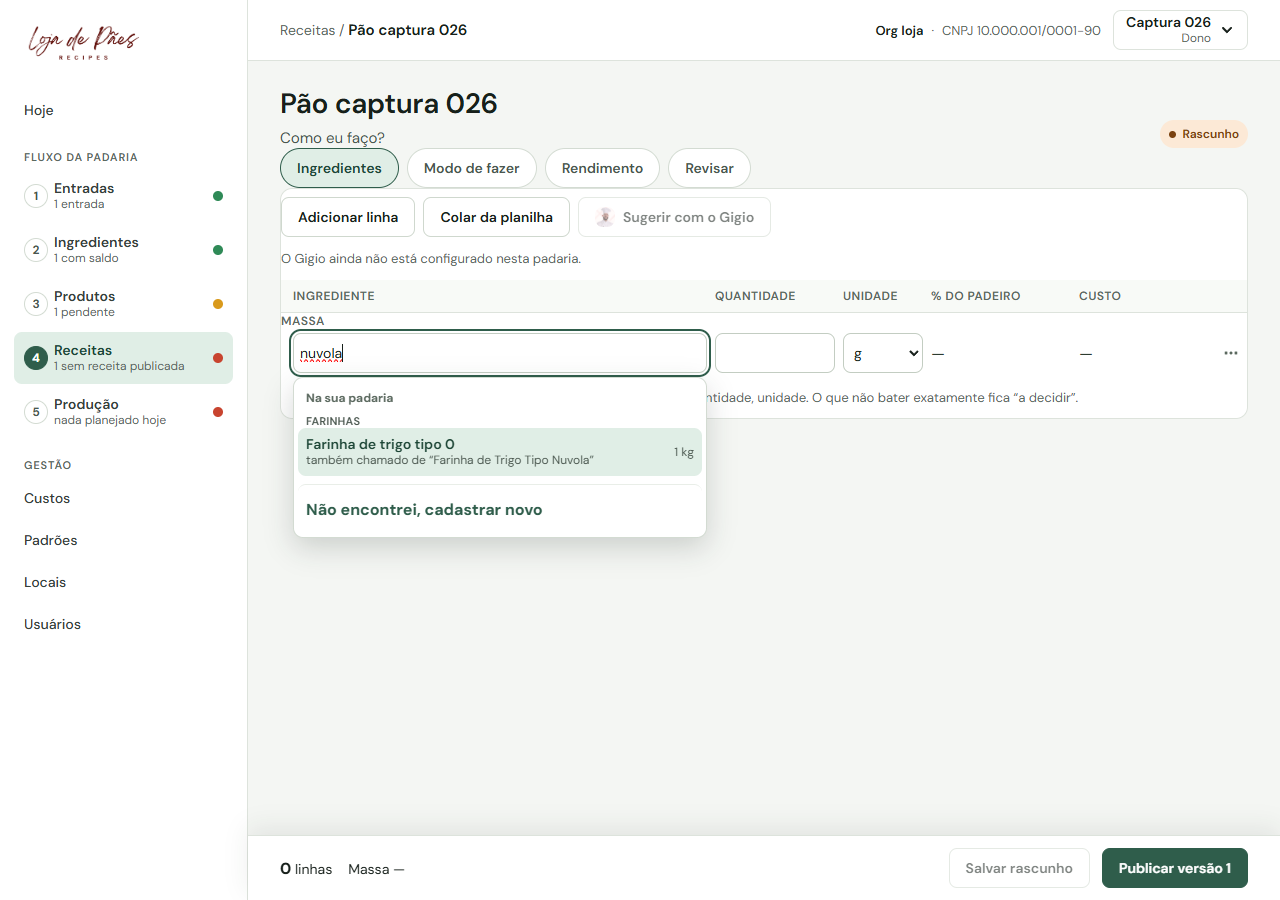 Loja de Pães
RECIPES
Hoje
FLUXO DA PADARIA
1
Entradas
1 entrada
2
Ingredientes
1 com saldo
3
Produtos
1 pendente
4
Receitas
1 sem receita publicada
5
Produção
nada planejado hoje
GESTÃO
Custos
Padrões
Locais
Usuários
Receitas / Pão captura 026
Org loja · CNPJ 10.000.001/0001-90
Captura 026
Dono
Pão captura 026
Como eu faço?
Rascunho
Ingredientes
Modo de fazer
Rendimento
Revisar
Adicionar linha
Colar da planilha
Sugerir com o Gigio
O Gigio ainda não está configurado nesta padaria.
INGREDIENTE QUANTIDADE UNIDADE % DO PADEIRO CUSTO
MASSA
nuvola g — — ···
ntidade, unidade. O que não bater exatamente fica “a decidir”.
Na sua padaria
FARINHAS
Farinha de trigo tipo 0
também chamado de “Farinha de Trigo Tipo Nuvola”
1 kg
Não encontrei, cadastrar novo
0 linhas Massa —
Salvar rascunho
Publicar versão 1